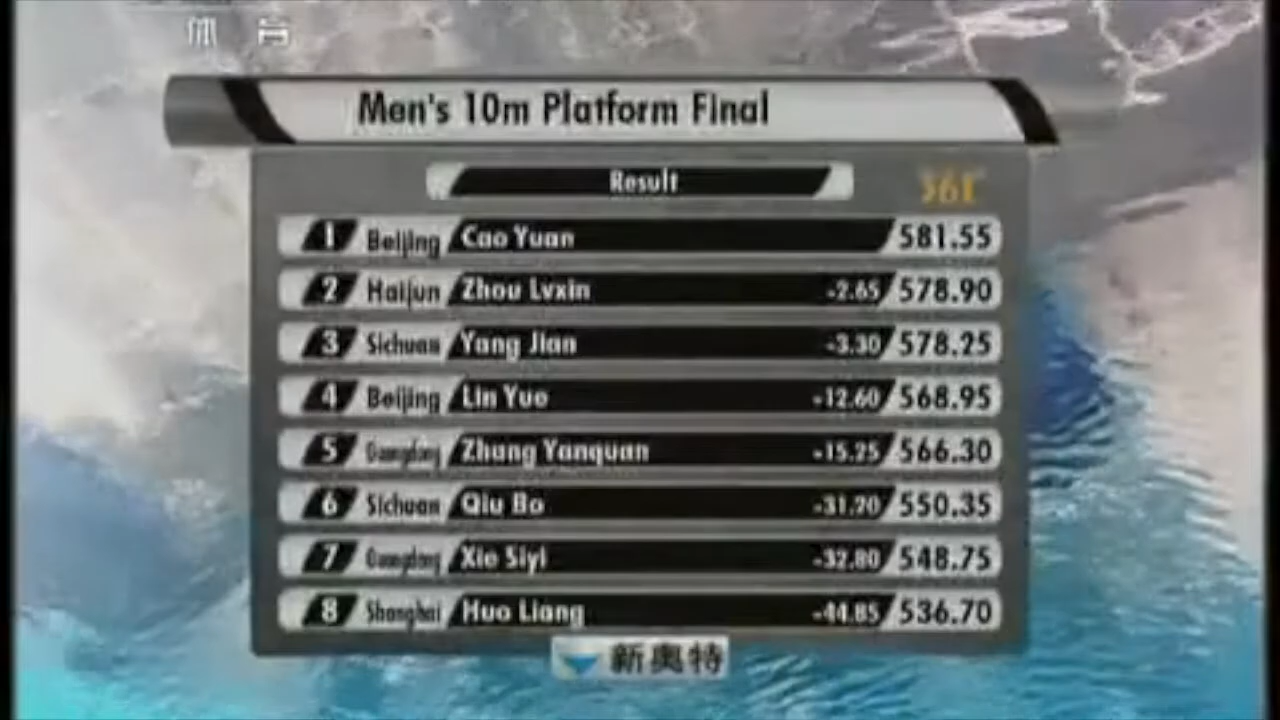 体育
Men's 10m Platform Final
Result
1 Beijing Cao Yuan 581.55
2 Haijun Zhou Lvxin -2.65 578.90
3 Sichuan Yang Jian -3.30 578.25
4 Beijing Lin Yue -12.60 568.95
5 Guangdong Zhang Yanquan -15.25 566.30
6 Sichuan Qiu Bo -31.20 550.35
7 Guangdong Xie Siyi -32.80 548.75
8 Shanghai Huo Liang -44.85 536.70
新奥特